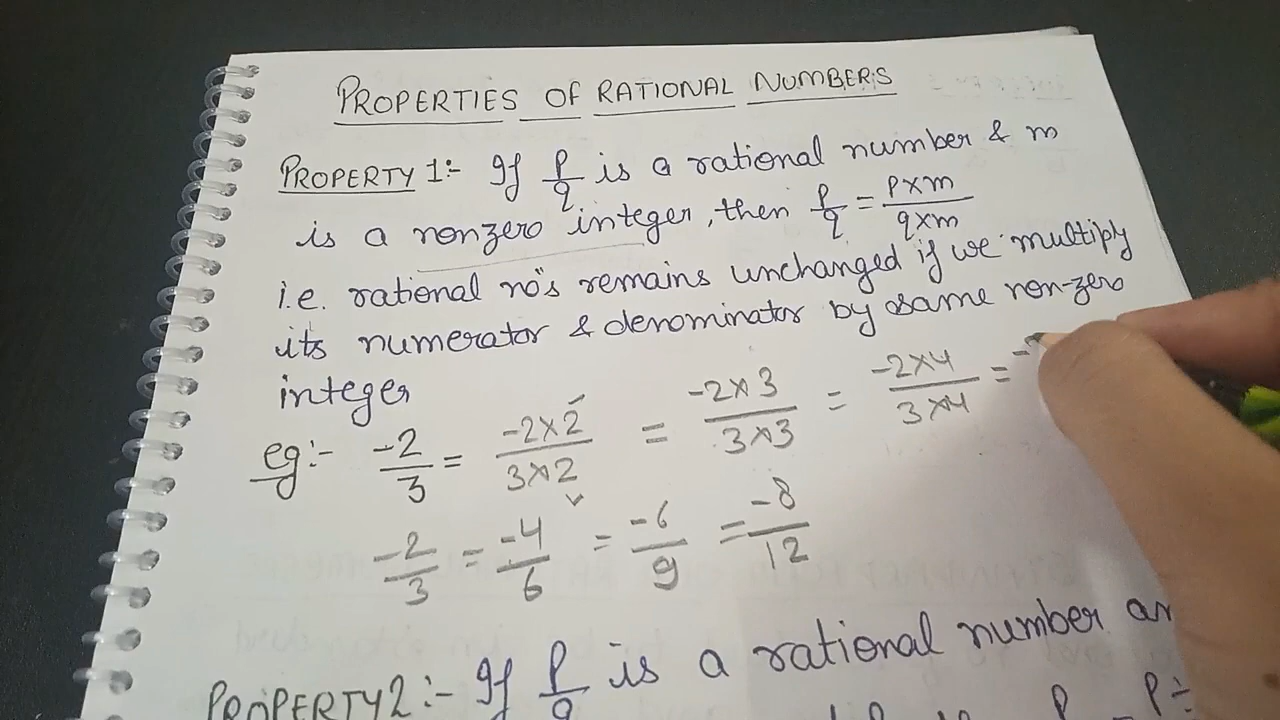 PROPERTIES OF RATIONAL NUMBERS
PROPERTY 1:- If p/q is a rational number & m
is a nonzero integer, then p/q = p×m/q×m
i.e. rational no's remains unchanged if we multiply
its numerator & denominator by same non-zero
integer
eg:- -2/3 = -2×2/3×2 = -2×3/3×3 = -2×4/3×4 = -
-2/3 = -4/6 = -6/9 = -8/12
PROPERTY 2:- If p/q is a rational number
p p÷